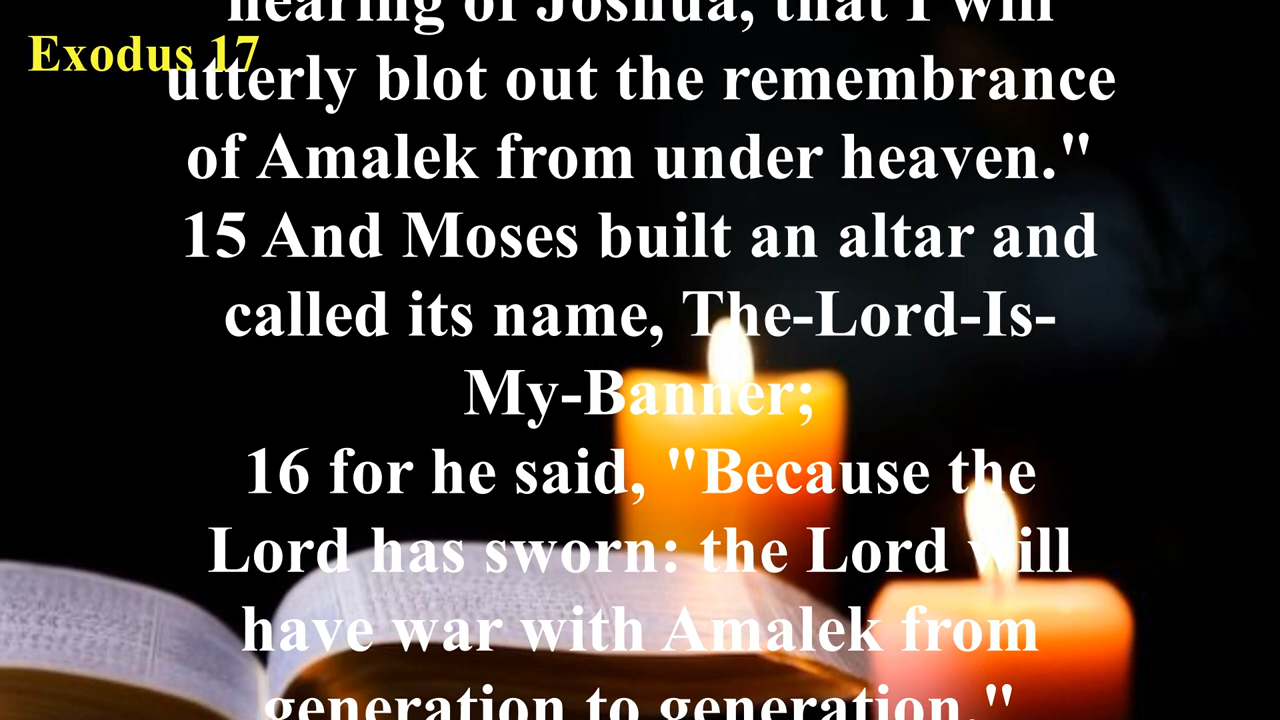 hearing of Joshua, that I will
Exodus 17
utterly blot out the remembrance
of Amalek from under heaven."
15 And Moses built an altar and
called its name, The-Lord-Is-
My-Banner;
16 for he said, "Because the
Lord has sworn: the Lord will
have war with Amalek from
generation to generation."